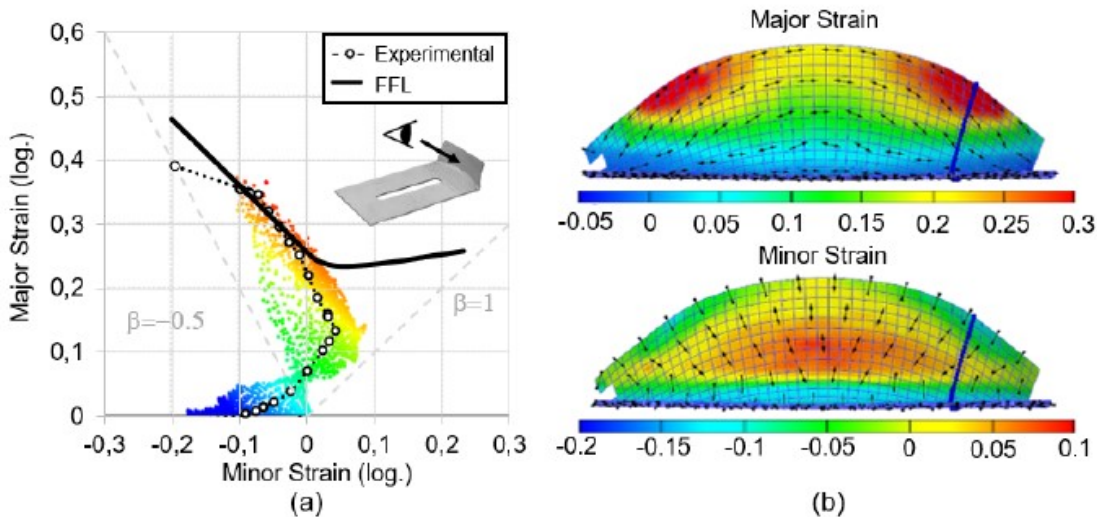 0,6
0,5
0,4
0,3
0,2
0,1
0
-0,3
-0,2
-0,1
0
0,1
0,2
0,3
Major Strain (log.)
Minor Strain (log.)
Experimental
FFL
β=−0.5
β=1
(a)
Major Strain
-0.05 0 0.05 0.1 0.15 0.22 0.25 0.3
Minor Strain
-0.2 -0.15 -0.1 -0.05 0 0.05 0.1
(b)